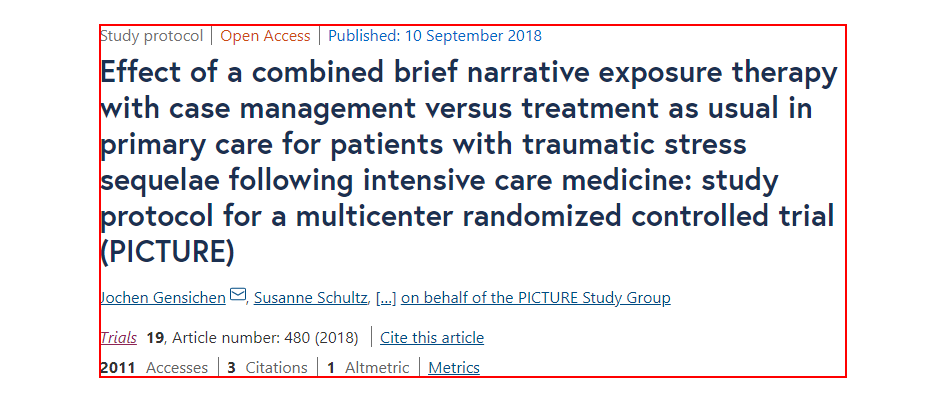 Study protocol | Open Access | Published: 10 September 2018
Effect of a combined brief narrative exposure therapy
with case management versus treatment as usual in
primary care for patients with traumatic stress
sequelae following intensive care medicine: study
protocol for a multicenter randomized controlled trial
(PICTURE)
Jochen Gensichen, Susanne Schultz, [...] on behalf of the PICTURE Study Group
Trials 19, Article number: 480 (2018) | Cite this article
2011 Accesses | 3 Citations | 1 Altmetric | Metrics